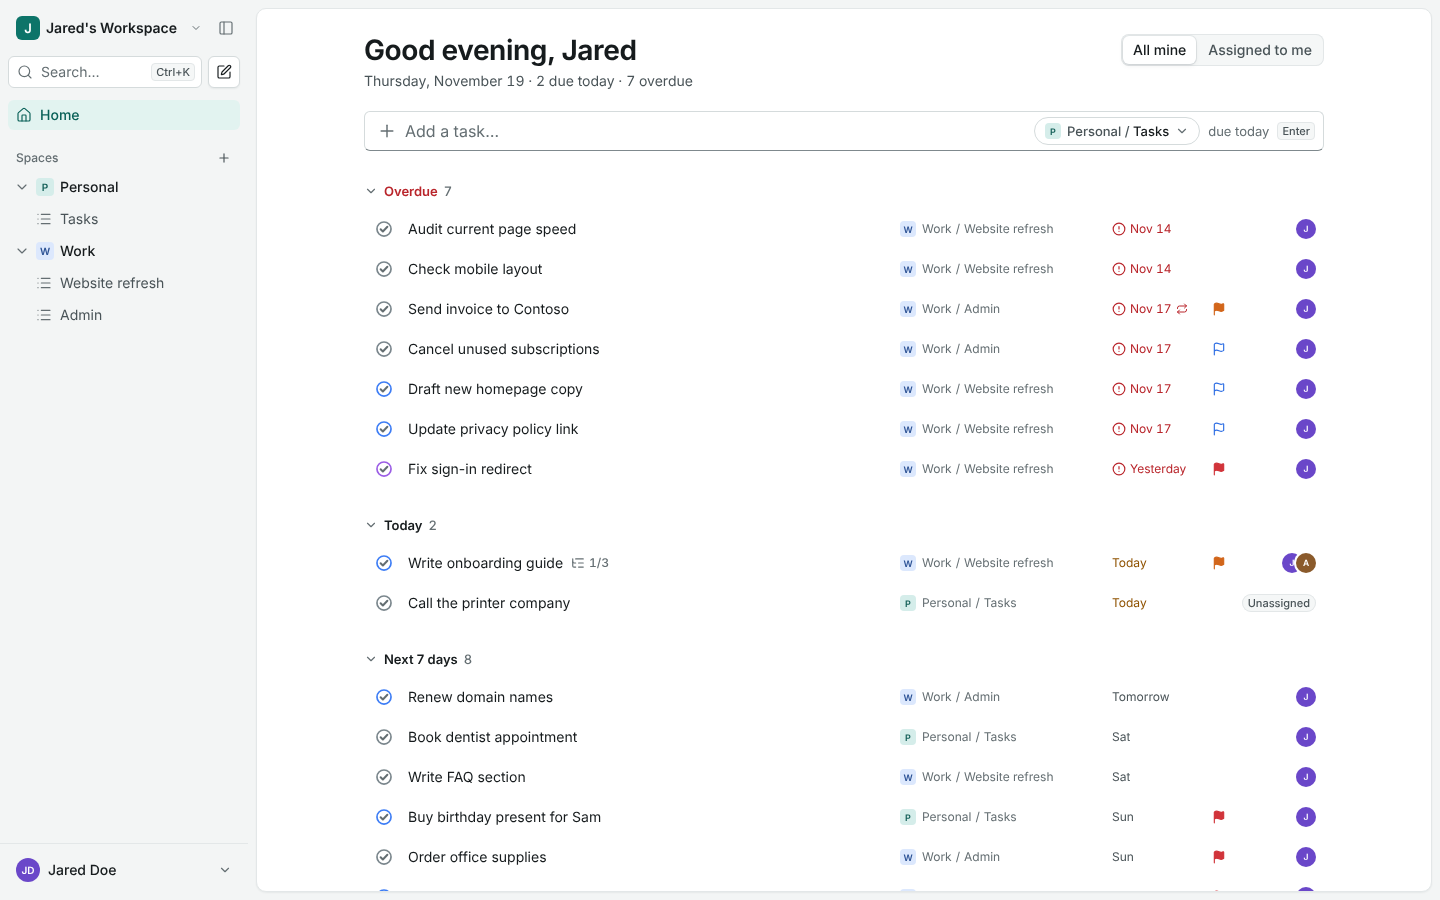 J Jared's Workspace
Search... Ctrl+K
Home
Spaces
P Personal
Tasks
W Work
Website refresh
Admin
JD Jared Doe
Good evening, Jared
Thursday, November 19 · 2 due today · 7 overdue
All mine Assigned to me
Add a task... P Personal / Tasks due today Enter
Overdue 7
Audit current page speed W Work / Website refresh Nov 14 J
Check mobile layout W Work / Website refresh Nov 14 J
Send invoice to Contoso W Work / Admin Nov 17 J
Cancel unused subscriptions W Work / Admin Nov 17 J
Draft new homepage copy W Work / Website refresh Nov 17 J
Update privacy policy link W Work / Website refresh Nov 17 J
Fix sign-in redirect W Work / Website refresh Yesterday J
Today 2
Write onboarding guide 1/3 W Work / Website refresh Today J A
Call the printer company P Personal / Tasks Today Unassigned
Next 7 days 8
Renew domain names W Work / Admin Tomorrow J
Book dentist appointment P Personal / Tasks Sat J
Write FAQ section W Work / Website refresh Sat J
Buy birthday present for Sam P Personal / Tasks Sun J
Order office supplies W Work / Admin Sun J